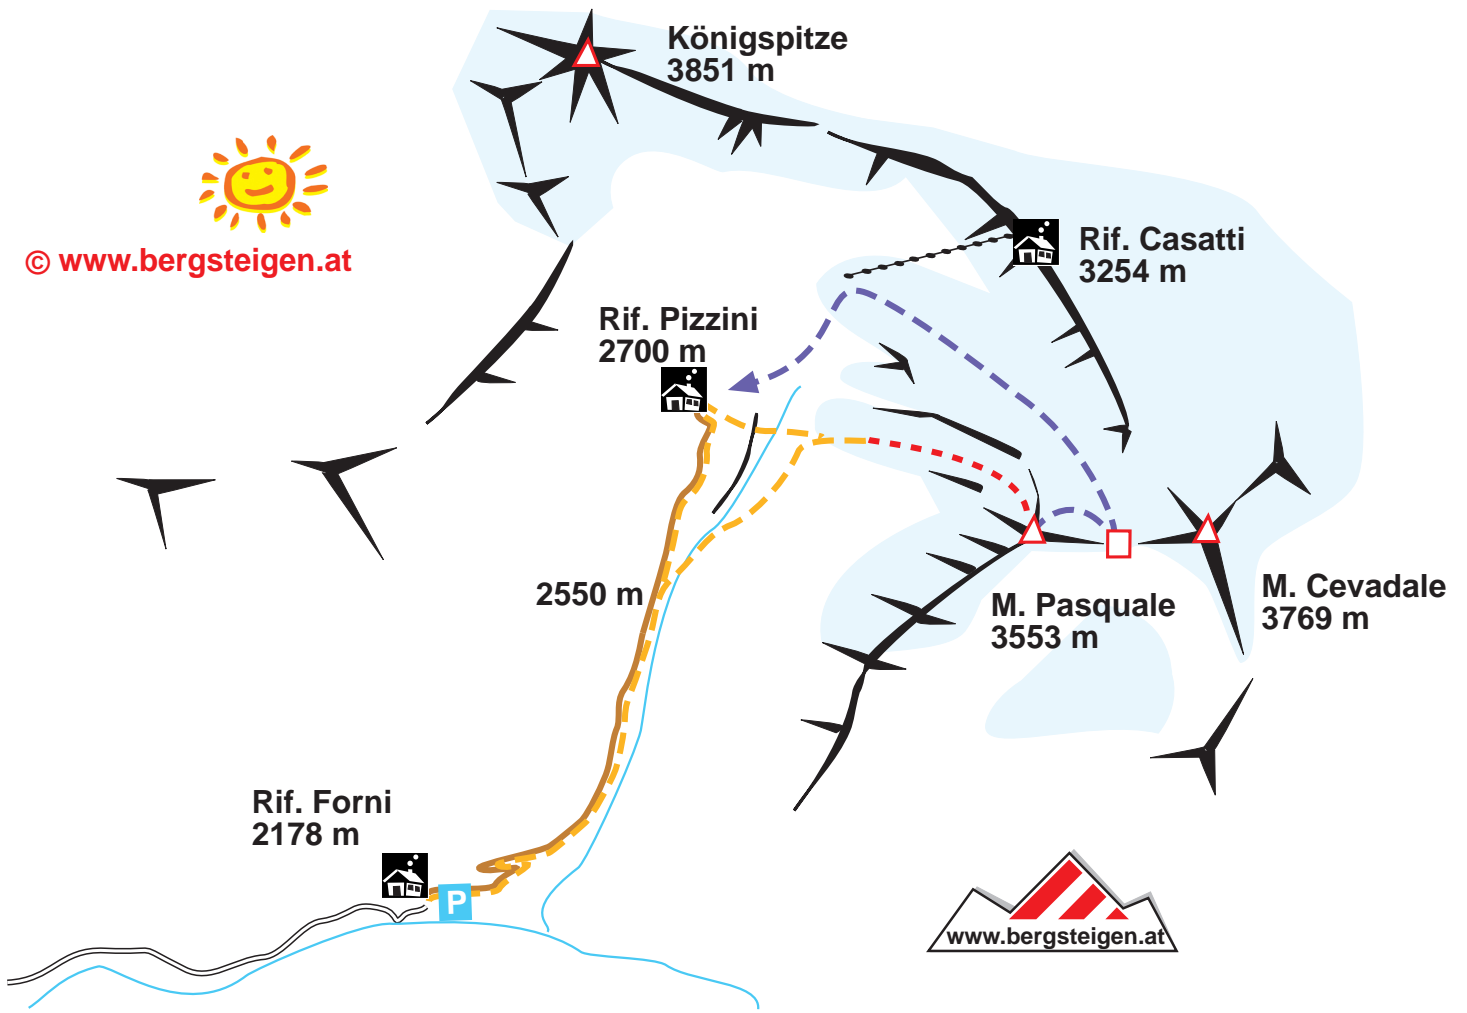 Königspitze
3851 m
© www.bergsteigen.at
Rif. Casatti
3254 m
Rif. Pizzini
2700 m
2550 m
M. Pasquale
3553 m
M. Cevadale
3769 m
Rif. Forni
2178 m
P
www.bergsteigen.at